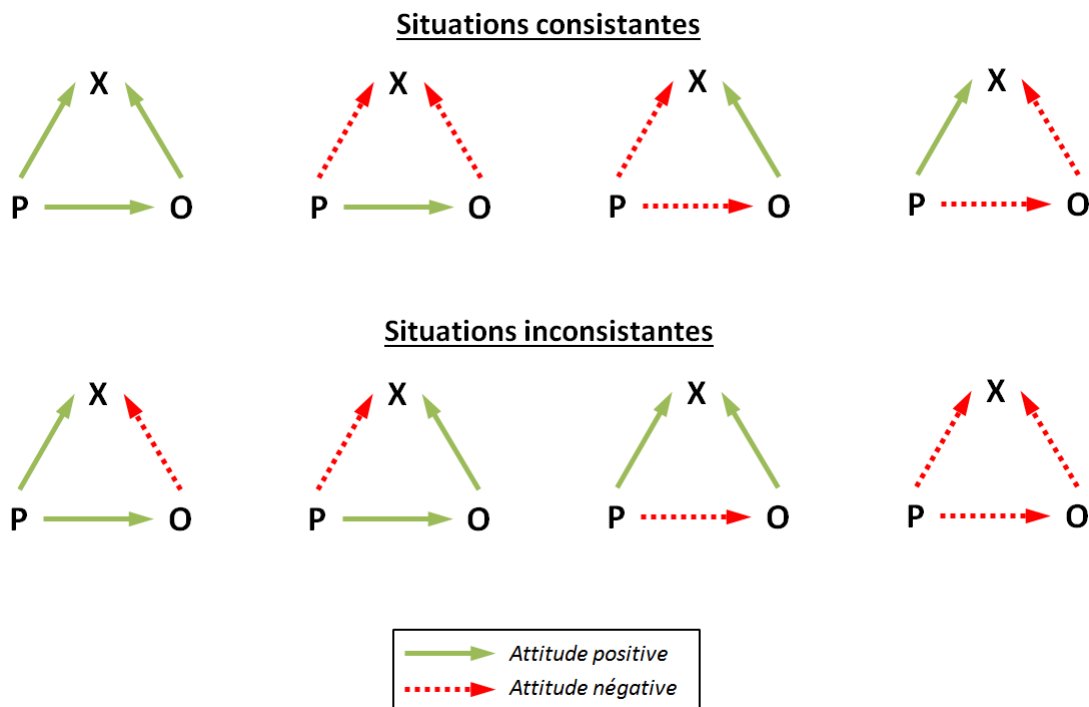 Situations consistantes
X X X X
P O P O P O P O
Situations inconsistantes
X X X X
P O P O P O P O
Attitude positive
Attitude négative